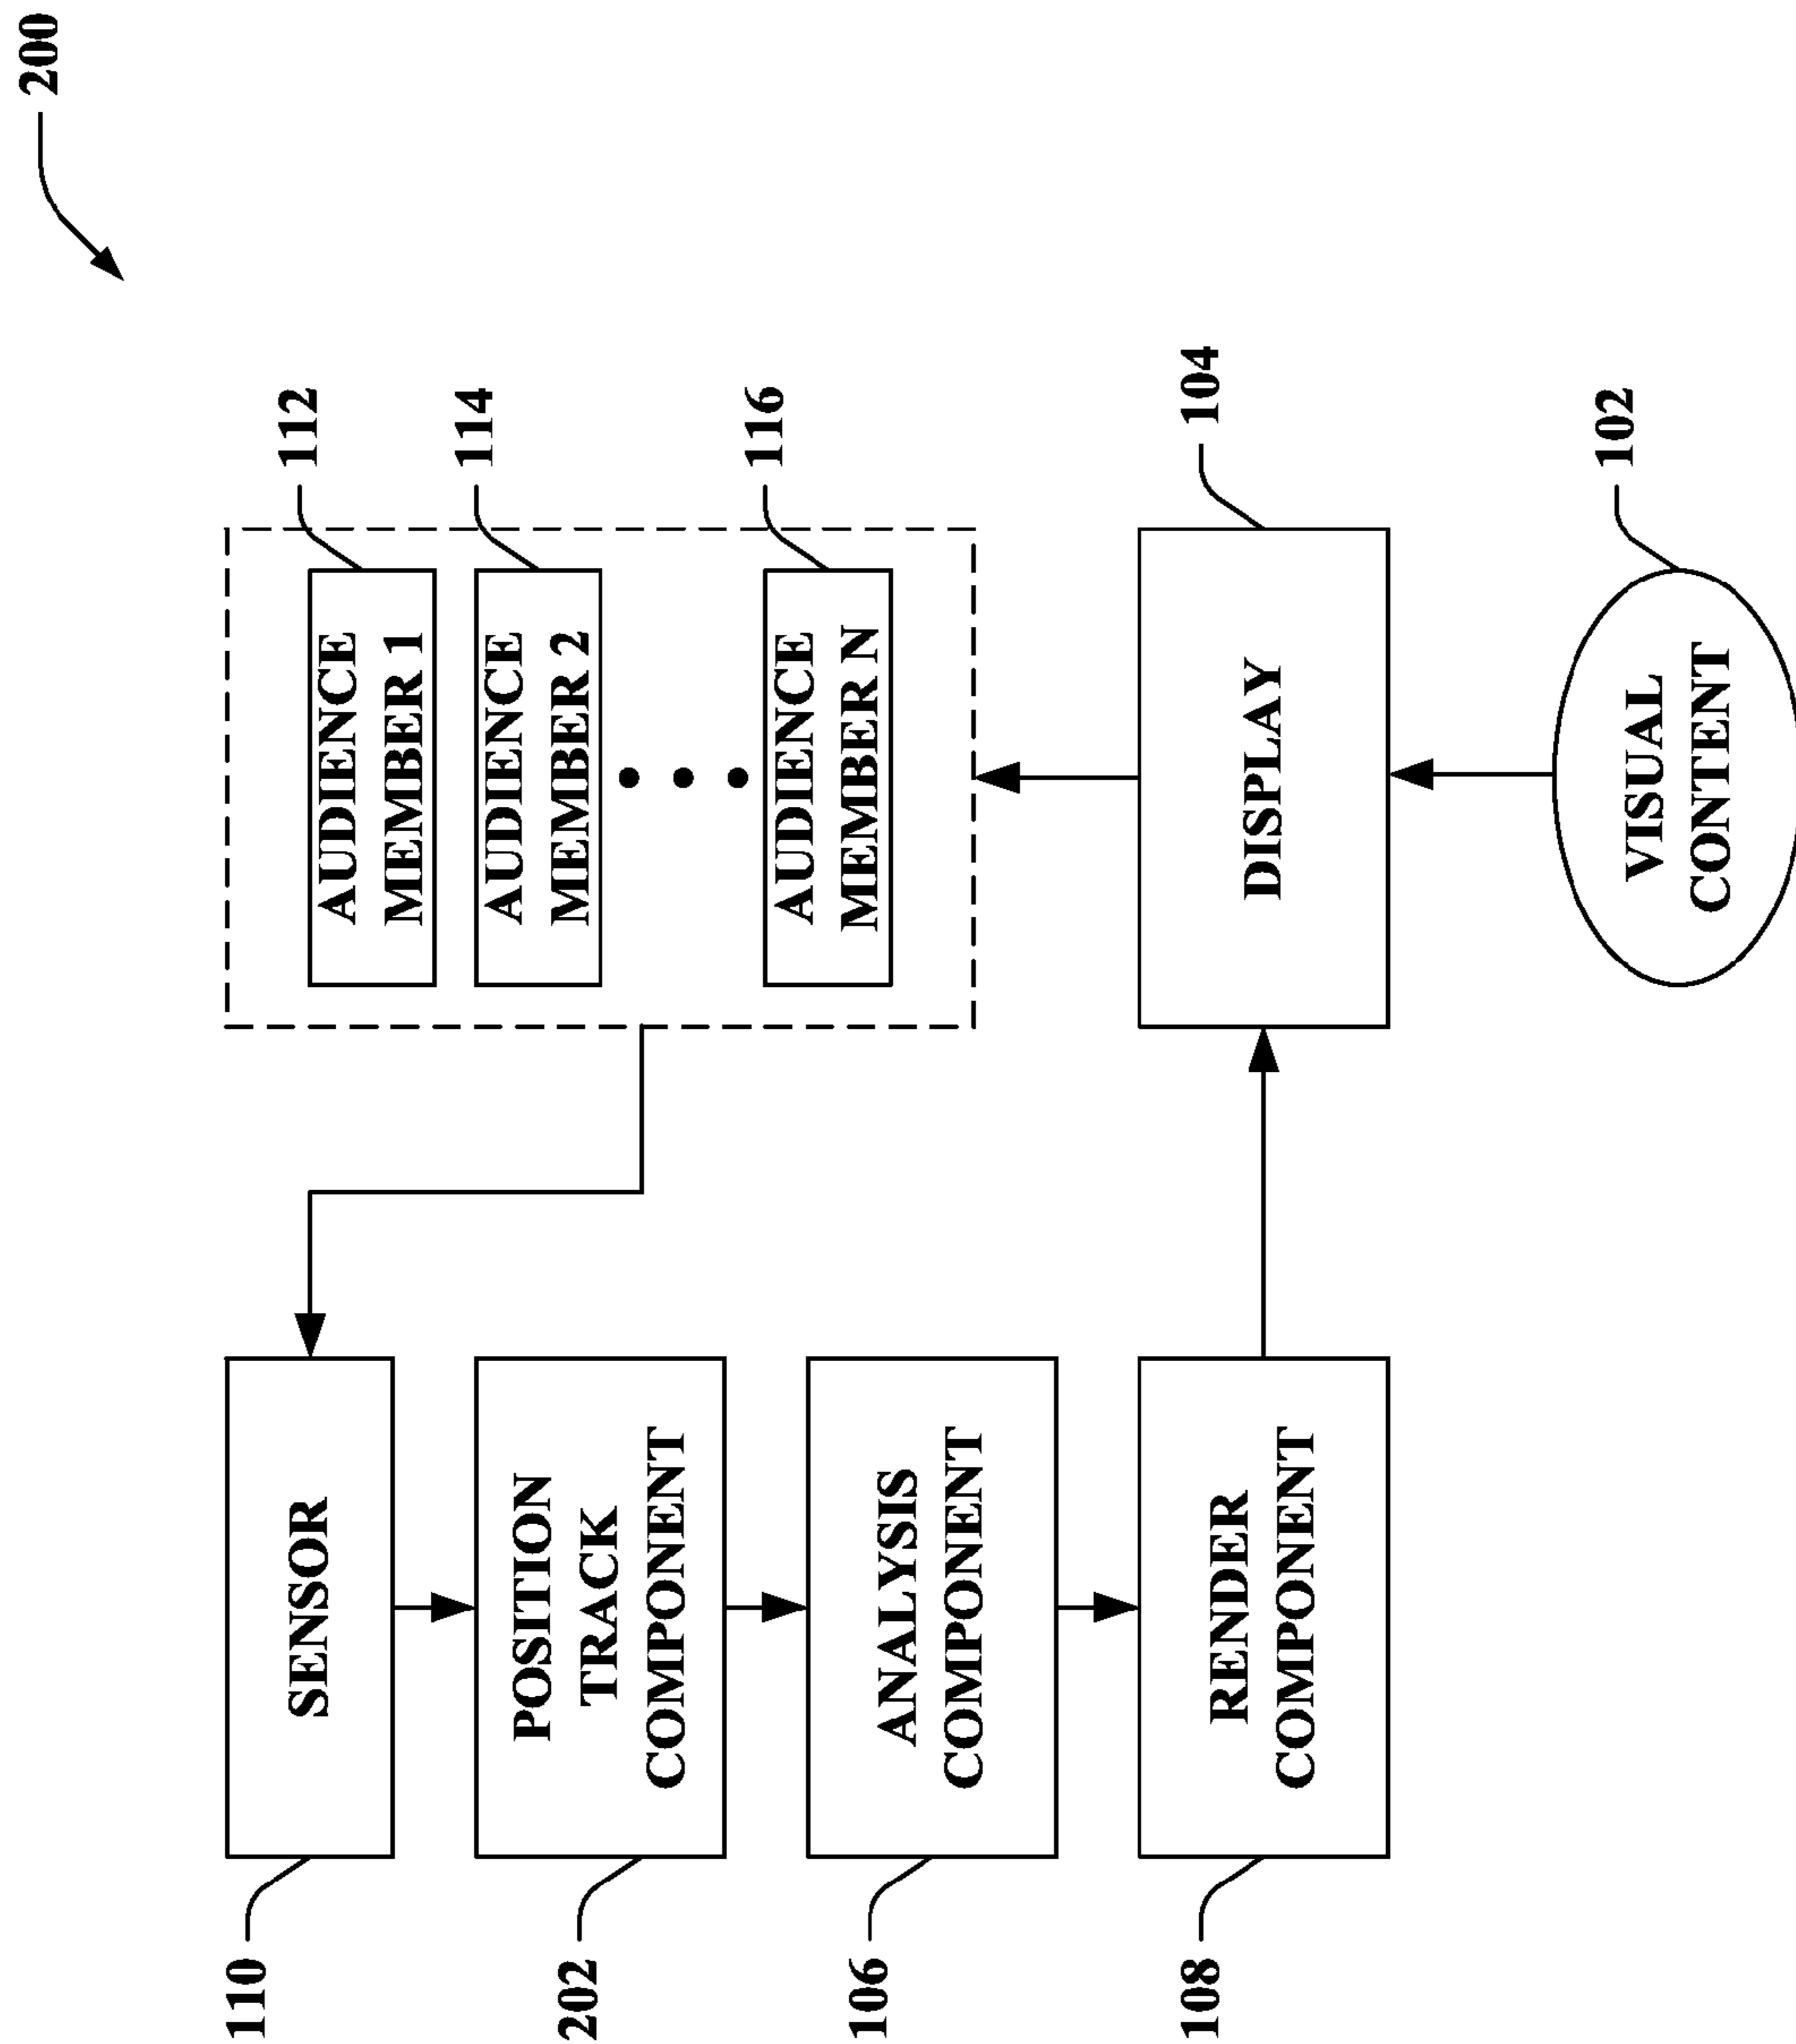 200
110
SENSOR
202
POSITION
TRACK
COMPONENT
106
ANALYSIS
COMPONENT
108
RENDER
COMPONENT
112
AUDIENCE
MEMBER 1
114
AUDIENCE
MEMBER 2
116
AUDIENCE
MEMBER N
104
DISPLAY
102
VISUAL
CONTENT